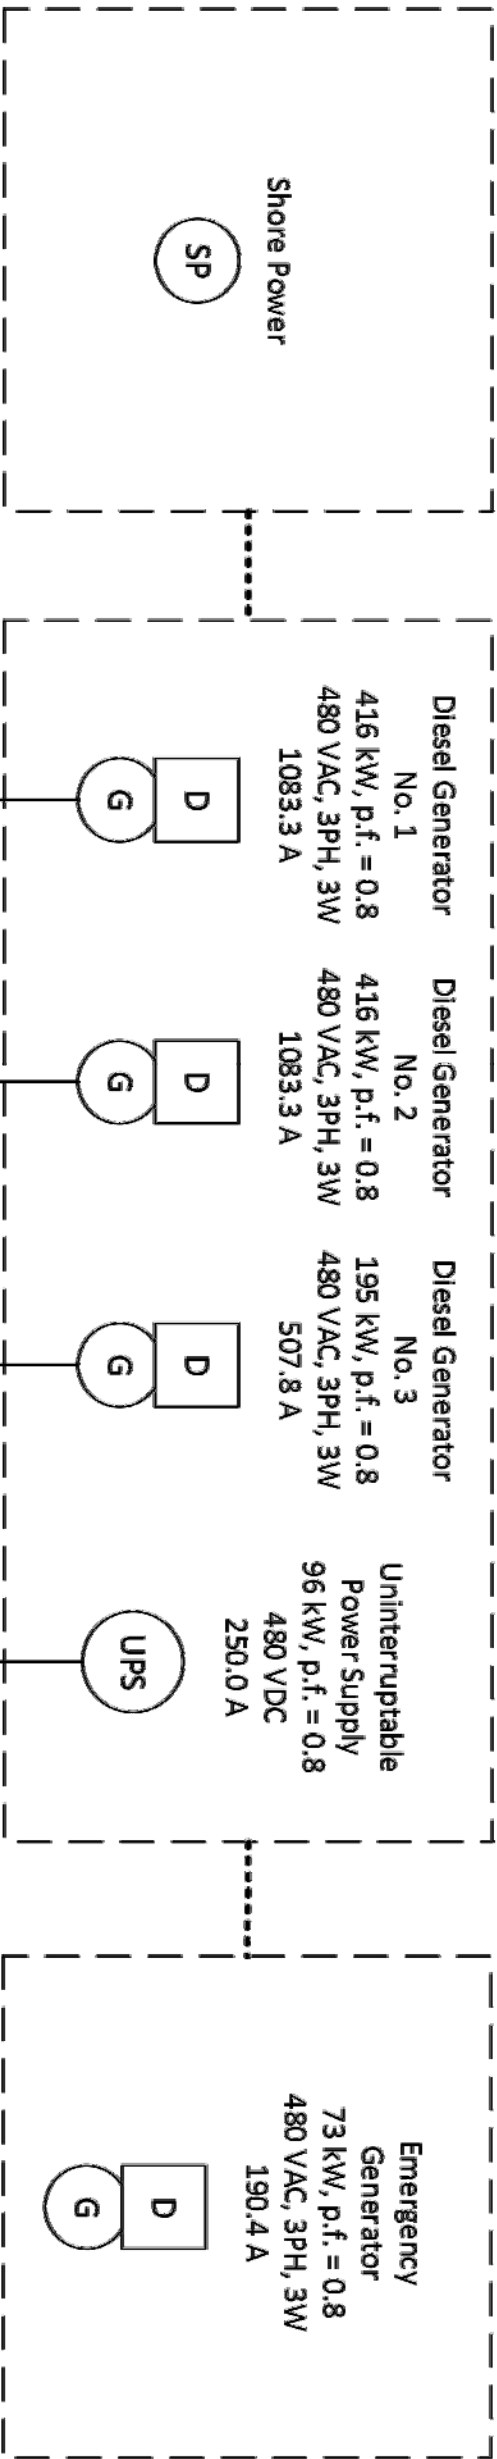 Shore Power
SP
Diesel Generator
No. 1
416 kW, p.f. = 0.8
480 VAC, 3PH, 3W
1083.3 A
D
G
Diesel Generator
No. 2
416 kW, p.f. = 0.8
480 VAC, 3PH, 3W
1083.3 A
D
G
Diesel Generator
No. 3
195 kW, p.f. = 0.8
480 VAC, 3PH, 3W
507.8 A
D
G
Uninterruptable
Power Supply
96 kW, p.f. = 0.8
480 VDC
250.0 A
UPS
Emergency
Generator
73 kW, p.f. = 0.8
480 VAC, 3PH, 3W
190.4 A
D
G